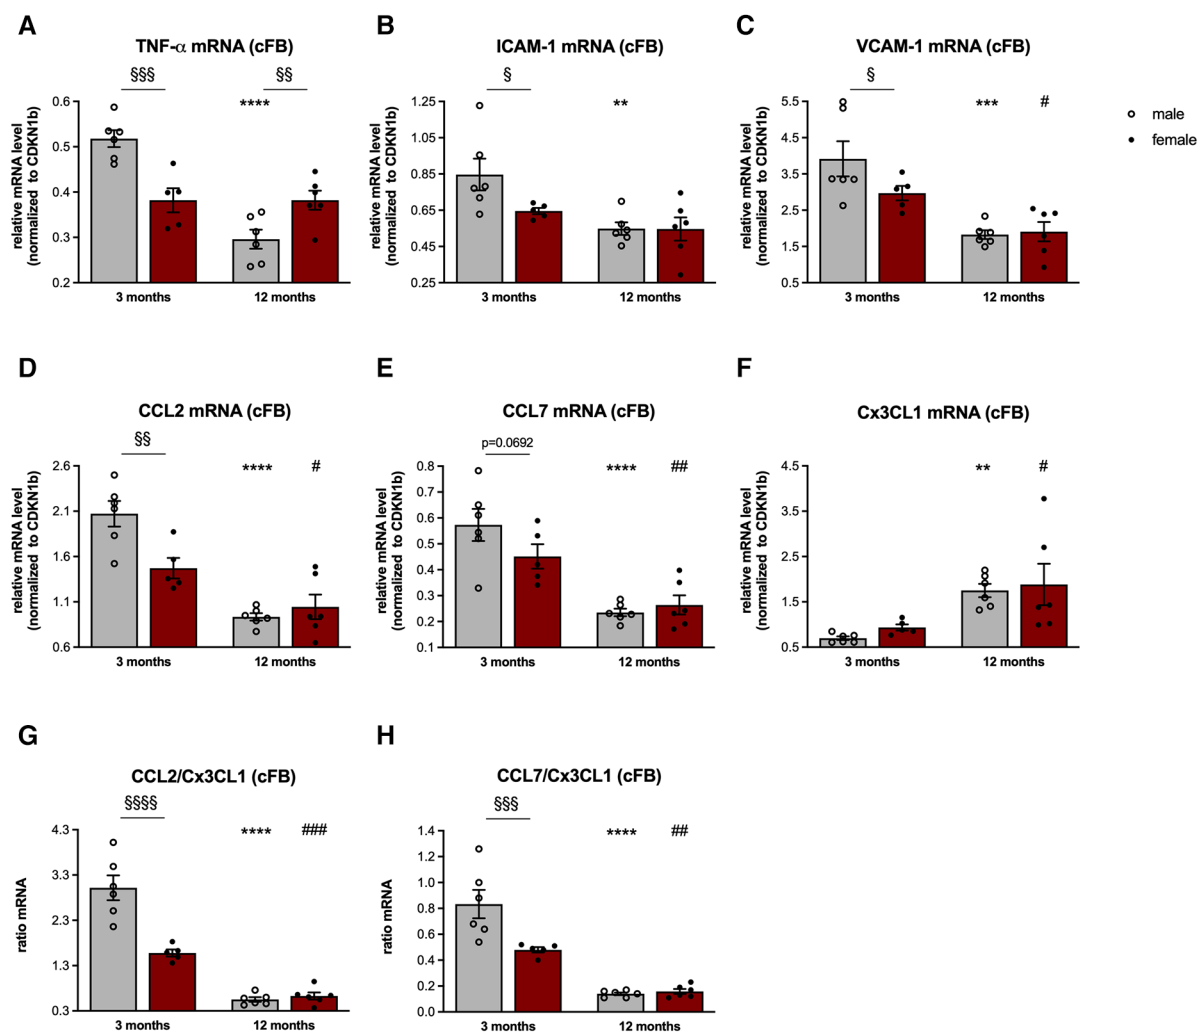 A
TNF-α mRNA (cFB)
§§§
§§
****
relative mRNA level
(normalized to CDKN1b)
0.6
0.5
0.4
0.3
0.2
3 months
12 months
B
ICAM-1 mRNA (cFB)
§
**
relative mRNA level
(normalized to CDKN1b)
1.25
1.05
0.85
0.65
0.45
0.25
3 months
12 months
C
VCAM-1 mRNA (cFB)
§
***
#
relative mRNA level
(normalized to CDKN1b)
5.5
4.5
3.5
2.5
1.5
0.5
3 months
12 months
male
female
D
CCL2 mRNA (cFB)
§§
****
#
relative mRNA level
(normalized to CDKN1b)
2.6
2.1
1.6
1.1
0.6
3 months
12 months
E
CCL7 mRNA (cFB)
p=0.0692
****
##
relative mRNA level
(normalized to CDKN1b)
0.8
0.7
0.6
0.5
0.4
0.3
0.2
0.1
3 months
12 months
F
Cx3CL1 mRNA (cFB)
**
#
relative mRNA level
(normalized to CDKN1b)
4.5
3.5
2.5
1.5
0.5
3 months
12 months
G
CCL2/Cx3CL1 (cFB)
§§§§
****
###
ratio mRNA
4.3
3.3
2.3
1.3
0.3
3 months
12 months
H
CCL7/Cx3CL1 (cFB)
§§§
****
##
ratio mRNA
1.4
1.2
1.0
0.8
0.6
0.4
0.2
0.0
3 months
12 months